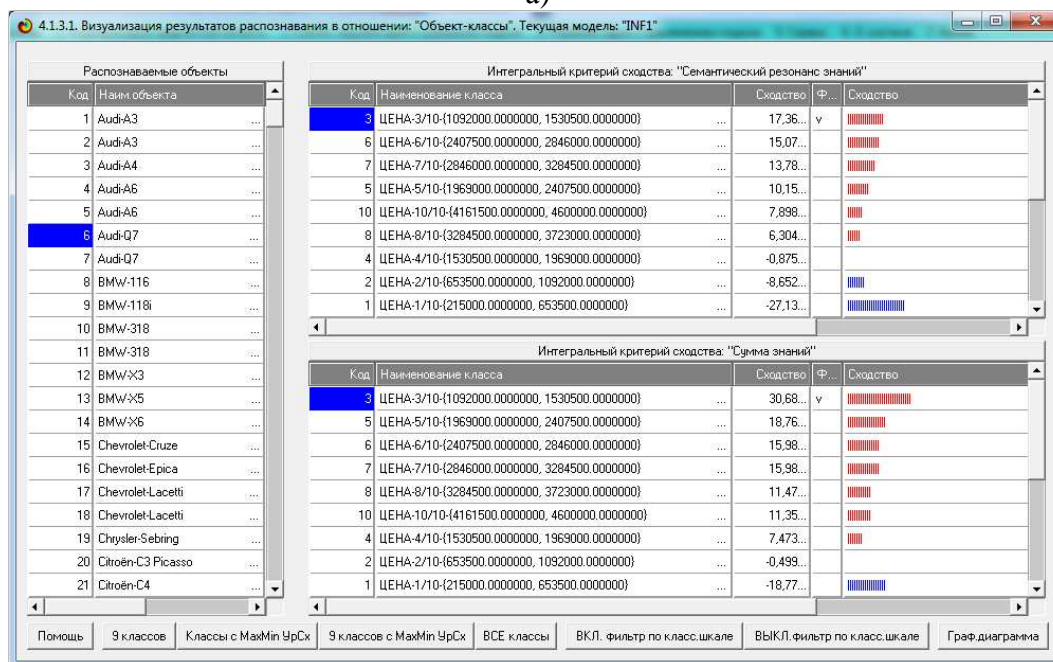 а)
4.1.3.1. Визуализация результатов распознавания в отношении: "Объект-классы". Текущая модель: "INF1"
Распознаваемые объекты
Код Наим.объекта
1 Audi-A3 ...
2 Audi-A3 ...
3 Audi-A4 ...
4 Audi-A6 ...
5 Audi-A6 ...
6 Audi-Q7 ...
7 Audi-Q7 ...
8 BMW-116 ...
9 BMW-118i ...
10 BMW-318 ...
11 BMW-318 ...
12 BMW-X3 ...
13 BMW-X5 ...
14 BMW-X6 ...
15 Chevrolet-Cruze ...
16 Chevrolet-Epica ...
17 Chevrolet-Lacetti ...
18 Chevrolet-Lacetti ...
19 Chrysler-Sebring ...
20 Citroën-C3 Picasso ...
21 Citroën-C4 ...
Интегральный критерий сходства: "Семантический резонанс знаний"
Код Наименование класса Сходство Ф... Сходство
3 ЦЕНА-3/10-{1092000.0000000, 1530500.0000000} ... 17,36... v
6 ЦЕНА-6/10-{2407500.0000000, 2846000.0000000} ... 15,07...
7 ЦЕНА-7/10-{2846000.0000000, 3284500.0000000} ... 13,78...
5 ЦЕНА-5/10-{1969000.0000000, 2407500.0000000} ... 10,15...
10 ЦЕНА-10/10-{4161500.0000000, 4600000.0000000} ... 7,898...
8 ЦЕНА-8/10-{3284500.0000000, 3723000.0000000} ... 6,304...
4 ЦЕНА-4/10-{1530500.0000000, 1969000.0000000} ... -0,875...
2 ЦЕНА-2/10-{653500.0000000, 1092000.0000000} ... -8,652...
1 ЦЕНА-1/10-{215000.0000000, 653500.0000000} ... -27,13...
Интегральный критерий сходства: "Сумма знаний"
Код Наименование класса Сходство Ф... Сходство
3 ЦЕНА-3/10-{1092000.0000000, 1530500.0000000} ... 30,68... v
5 ЦЕНА-5/10-{1969000.0000000, 2407500.0000000} ... 18,76...
6 ЦЕНА-6/10-{2407500.0000000, 2846000.0000000} ... 15,98...
7 ЦЕНА-7/10-{2846000.0000000, 3284500.0000000} ... 15,98...
8 ЦЕНА-8/10-{3284500.0000000, 3723000.0000000} ... 11,47...
10 ЦЕНА-10/10-{4161500.0000000, 4600000.0000000} ... 11,35...
4 ЦЕНА-4/10-{1530500.0000000, 1969000.0000000} ... 7,473...
2 ЦЕНА-2/10-{653500.0000000, 1092000.0000000} ... -0,499...
1 ЦЕНА-1/10-{215000.0000000, 653500.0000000} ... -18,77...
Помощь 9 классов Классы с MaxMin УрСх 9 классов с MaxMin УрСх ВСЕ классы ВКЛ. фильтр по класс.шкале ВЫКЛ.фильтр по класс.шкале Граф.диаграмма